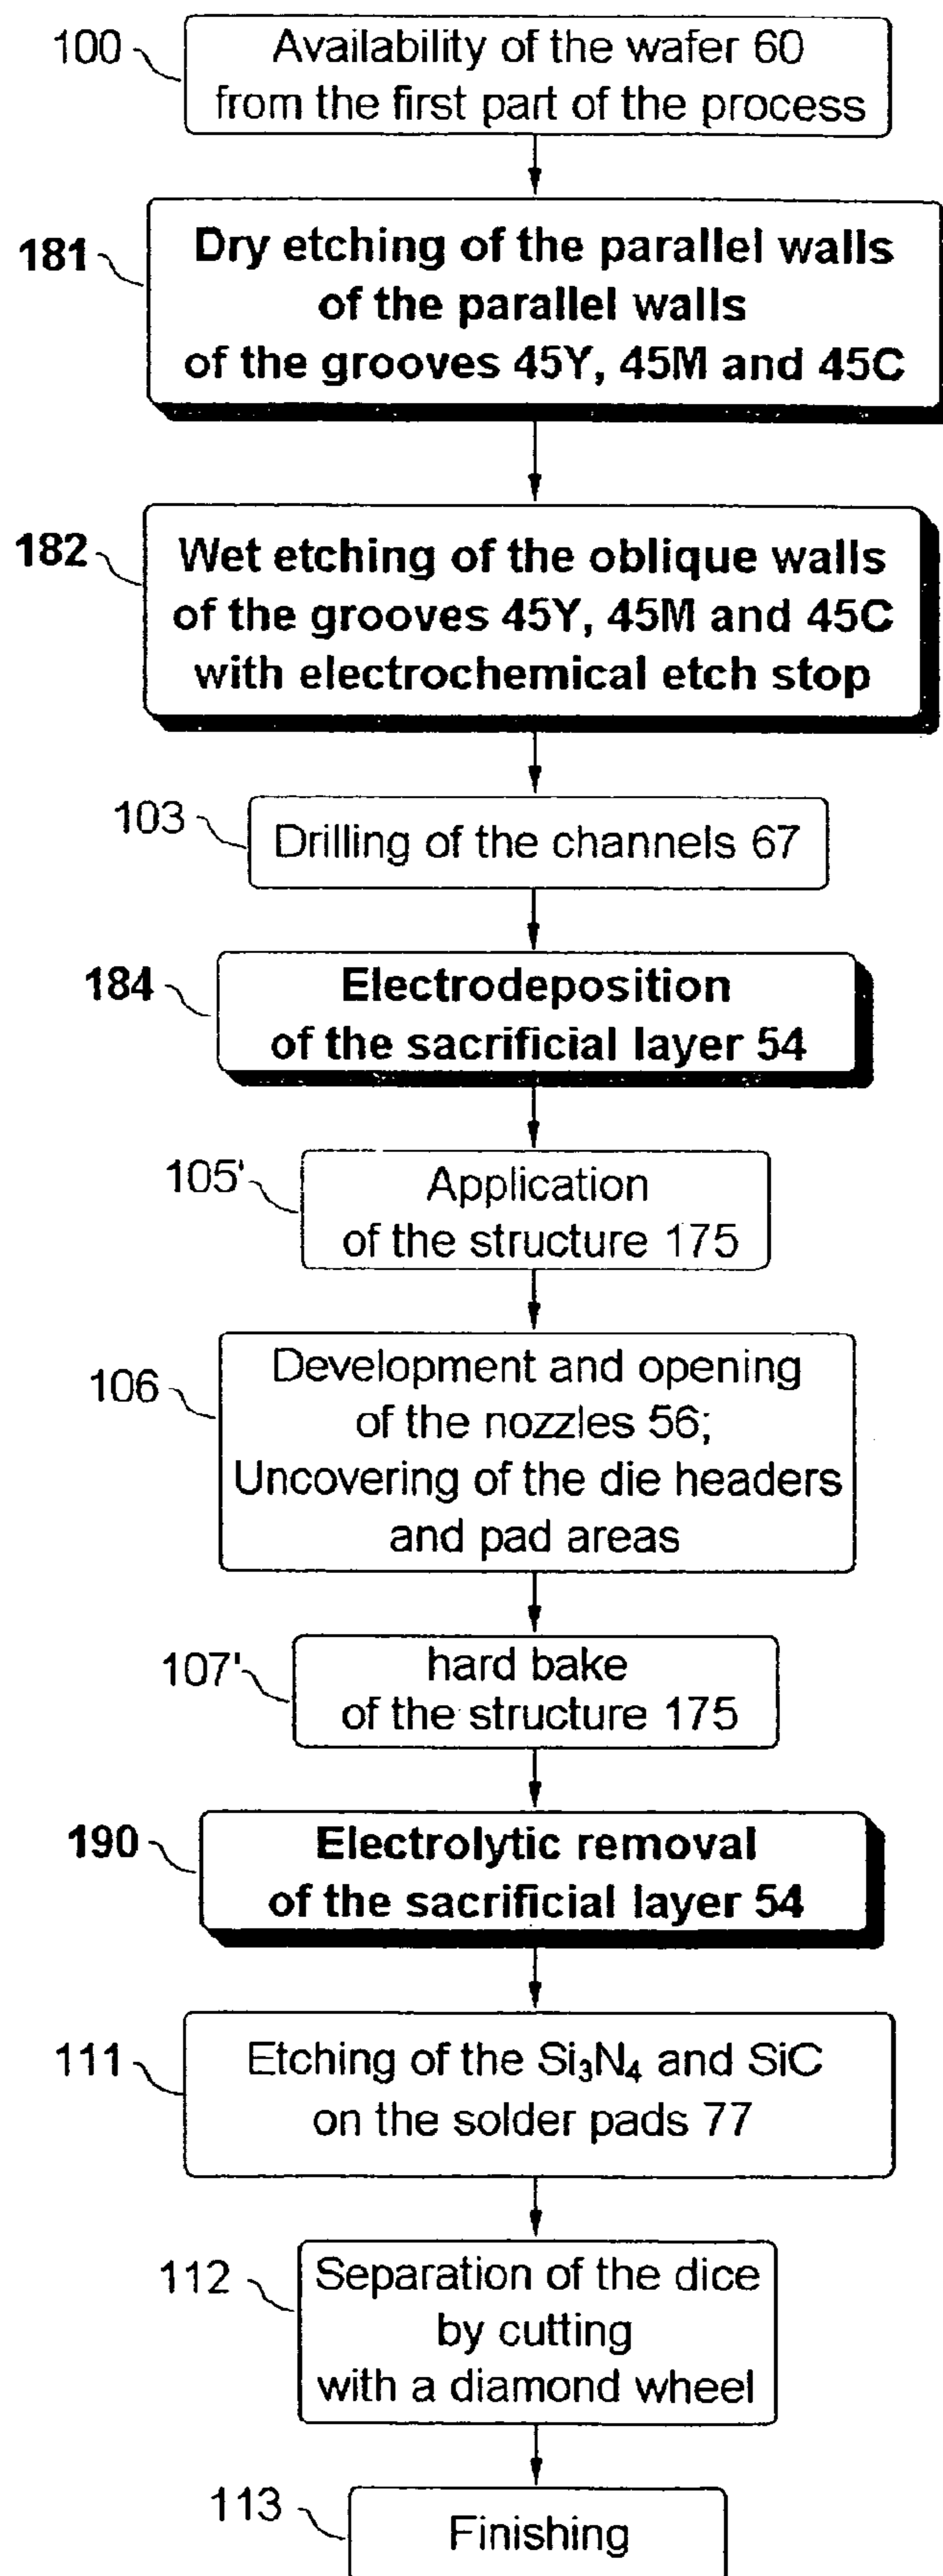 100
Availability of the wafer 60
from the first part of the process
181
Dry etching of the parallel walls
of the parallel walls
of the grooves 45Y, 45M and 45C
182
Wet etching of the oblique walls
of the grooves 45Y, 45M and 45C
with electrochemical etch stop
103
Drilling of the channels 67
184
Electrodeposition
of the sacrificial layer 54
105'
Application
of the structure 175
106
Development and opening
of the nozzles 56;
Uncovering of the die headers
and pad areas
107'
hard bake
of the structure 175
190
Electrolytic removal
of the sacrificial layer 54
111
Etching of the Si₃N₄ and SiC
on the solder pads 77
112
Separation of the dice
by cutting
with a diamond wheel
113
Finishing